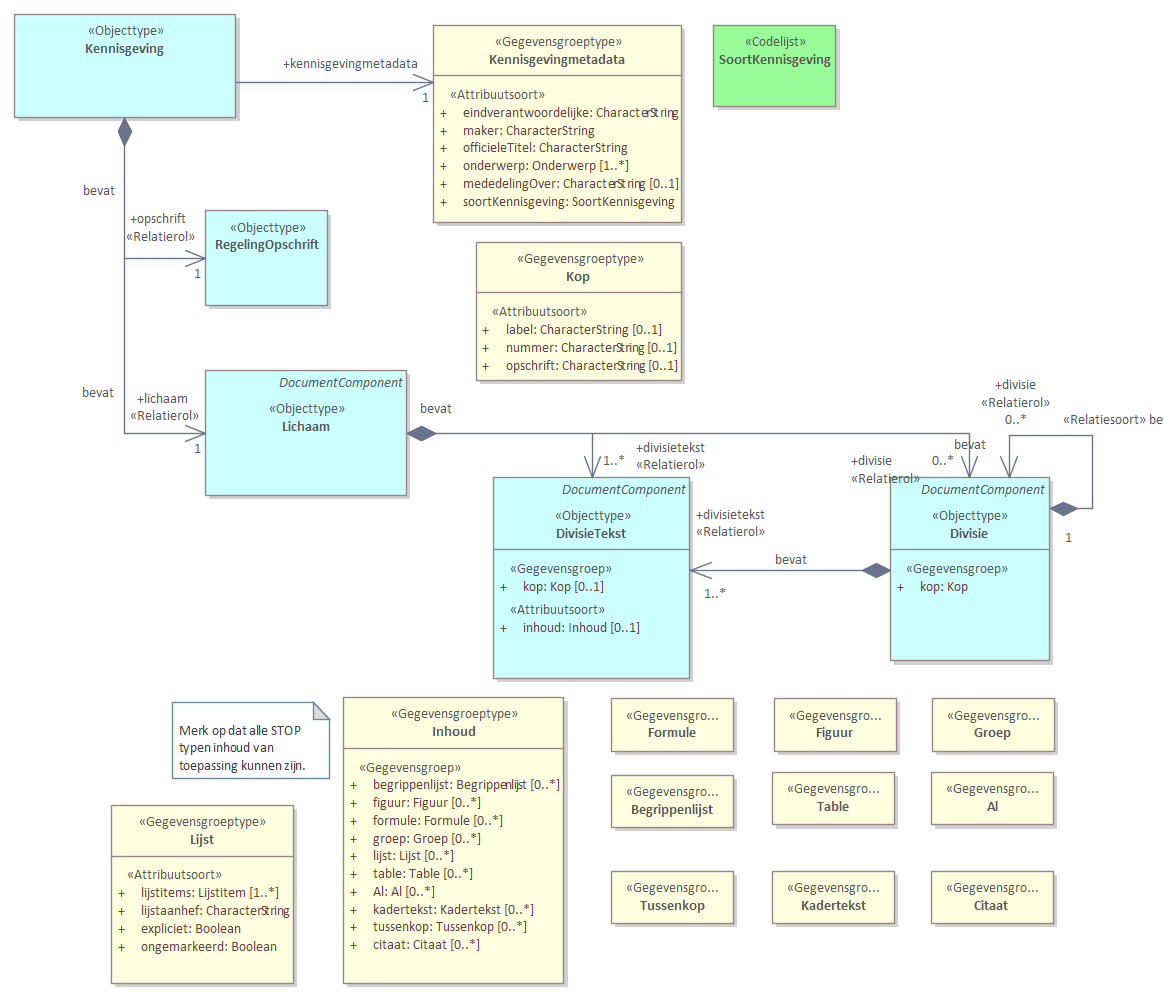 «Objecttype»
Kennisgeving
+kennisgevingmetadata
1
«Gegevensgroeptype»
Kennisgevingmetadata
«Attribuutsoort»
+ eindverantwoordelijke: CharacterString
+ maker: CharacterString
+ officieleTitel: CharacterString
+ onderwerp: Onderwerp [1..*]
+ mededelingOver: CharacterString [0..1]
+ soortKennisgeving: SoortKennisgeving
«Codelijst»
SoortKennisgeving
bevat
+opschrift
«Relatierol»
1
«Objecttype»
RegelingOpschrift
«Gegevensgroeptype»
Kop
«Attribuutsoort»
+ label: CharacterString [0..1]
+ nummer: CharacterString [0..1]
+ opschrift: CharacterString [0..1]
bevat
+lichaam
«Relatierol»
1
DocumentComponent
«Objecttype»
Lichaam
bevat
+divisietekst
«Relatierol»
1..*
+divisie
«Relatierol»
0..*
«Relatiesoort» be
bevat
+divisie
«Relatierol»
0..*
1
DocumentComponent
«Objecttype»
DivisieTekst
«Gegevensgroep»
+ kop: Kop [0..1]
«Attribuutsoort»
+ inhoud: Inhoud [0..1]
+divisietekst
«Relatierol»
bevat
1..*
DocumentComponent
«Objecttype»
Divisie
«Gegevensgroep»
+ kop: Kop
Merk op dat alle STOP
typen inhoud van
toepassing kunnen zijn.
«Gegevensgroeptype»
Lijst
«Attribuutsoort»
+ lijstitems: Lijstitem [1..*]
+ lijstaanhef: CharacterString
+ expliciet: Boolean
+ ongemarkeerd: Boolean
«Gegevensgroeptype»
Inhoud
«Gegevensgroep»
+ begrippenlijst: Begrippenlijst [0..*]
+ figuur: Figuur [0..*]
+ formule: Formule [0..*]
+ groep: Groep [0..*]
+ lijst: Lijst [0..*]
+ table: Table [0..*]
+ Al: Al [0..*]
+ kadertekst: Kadertekst [0..*]
+ tussenkop: Tussenkop [0..*]
+ citaat: Citaat [0..*]
«Gegevensgro...
Formule
«Gegevensgro...
Figuur
«Gegevensgro...
Groep
«Gegevensgro...
Begrippenlijst
«Gegevensgro...
Table
«Gegevensgro...
Al
«Gegevensgro...
Tussenkop
«Gegevensgro...
Kadertekst
«Gegevensgro...
Citaat